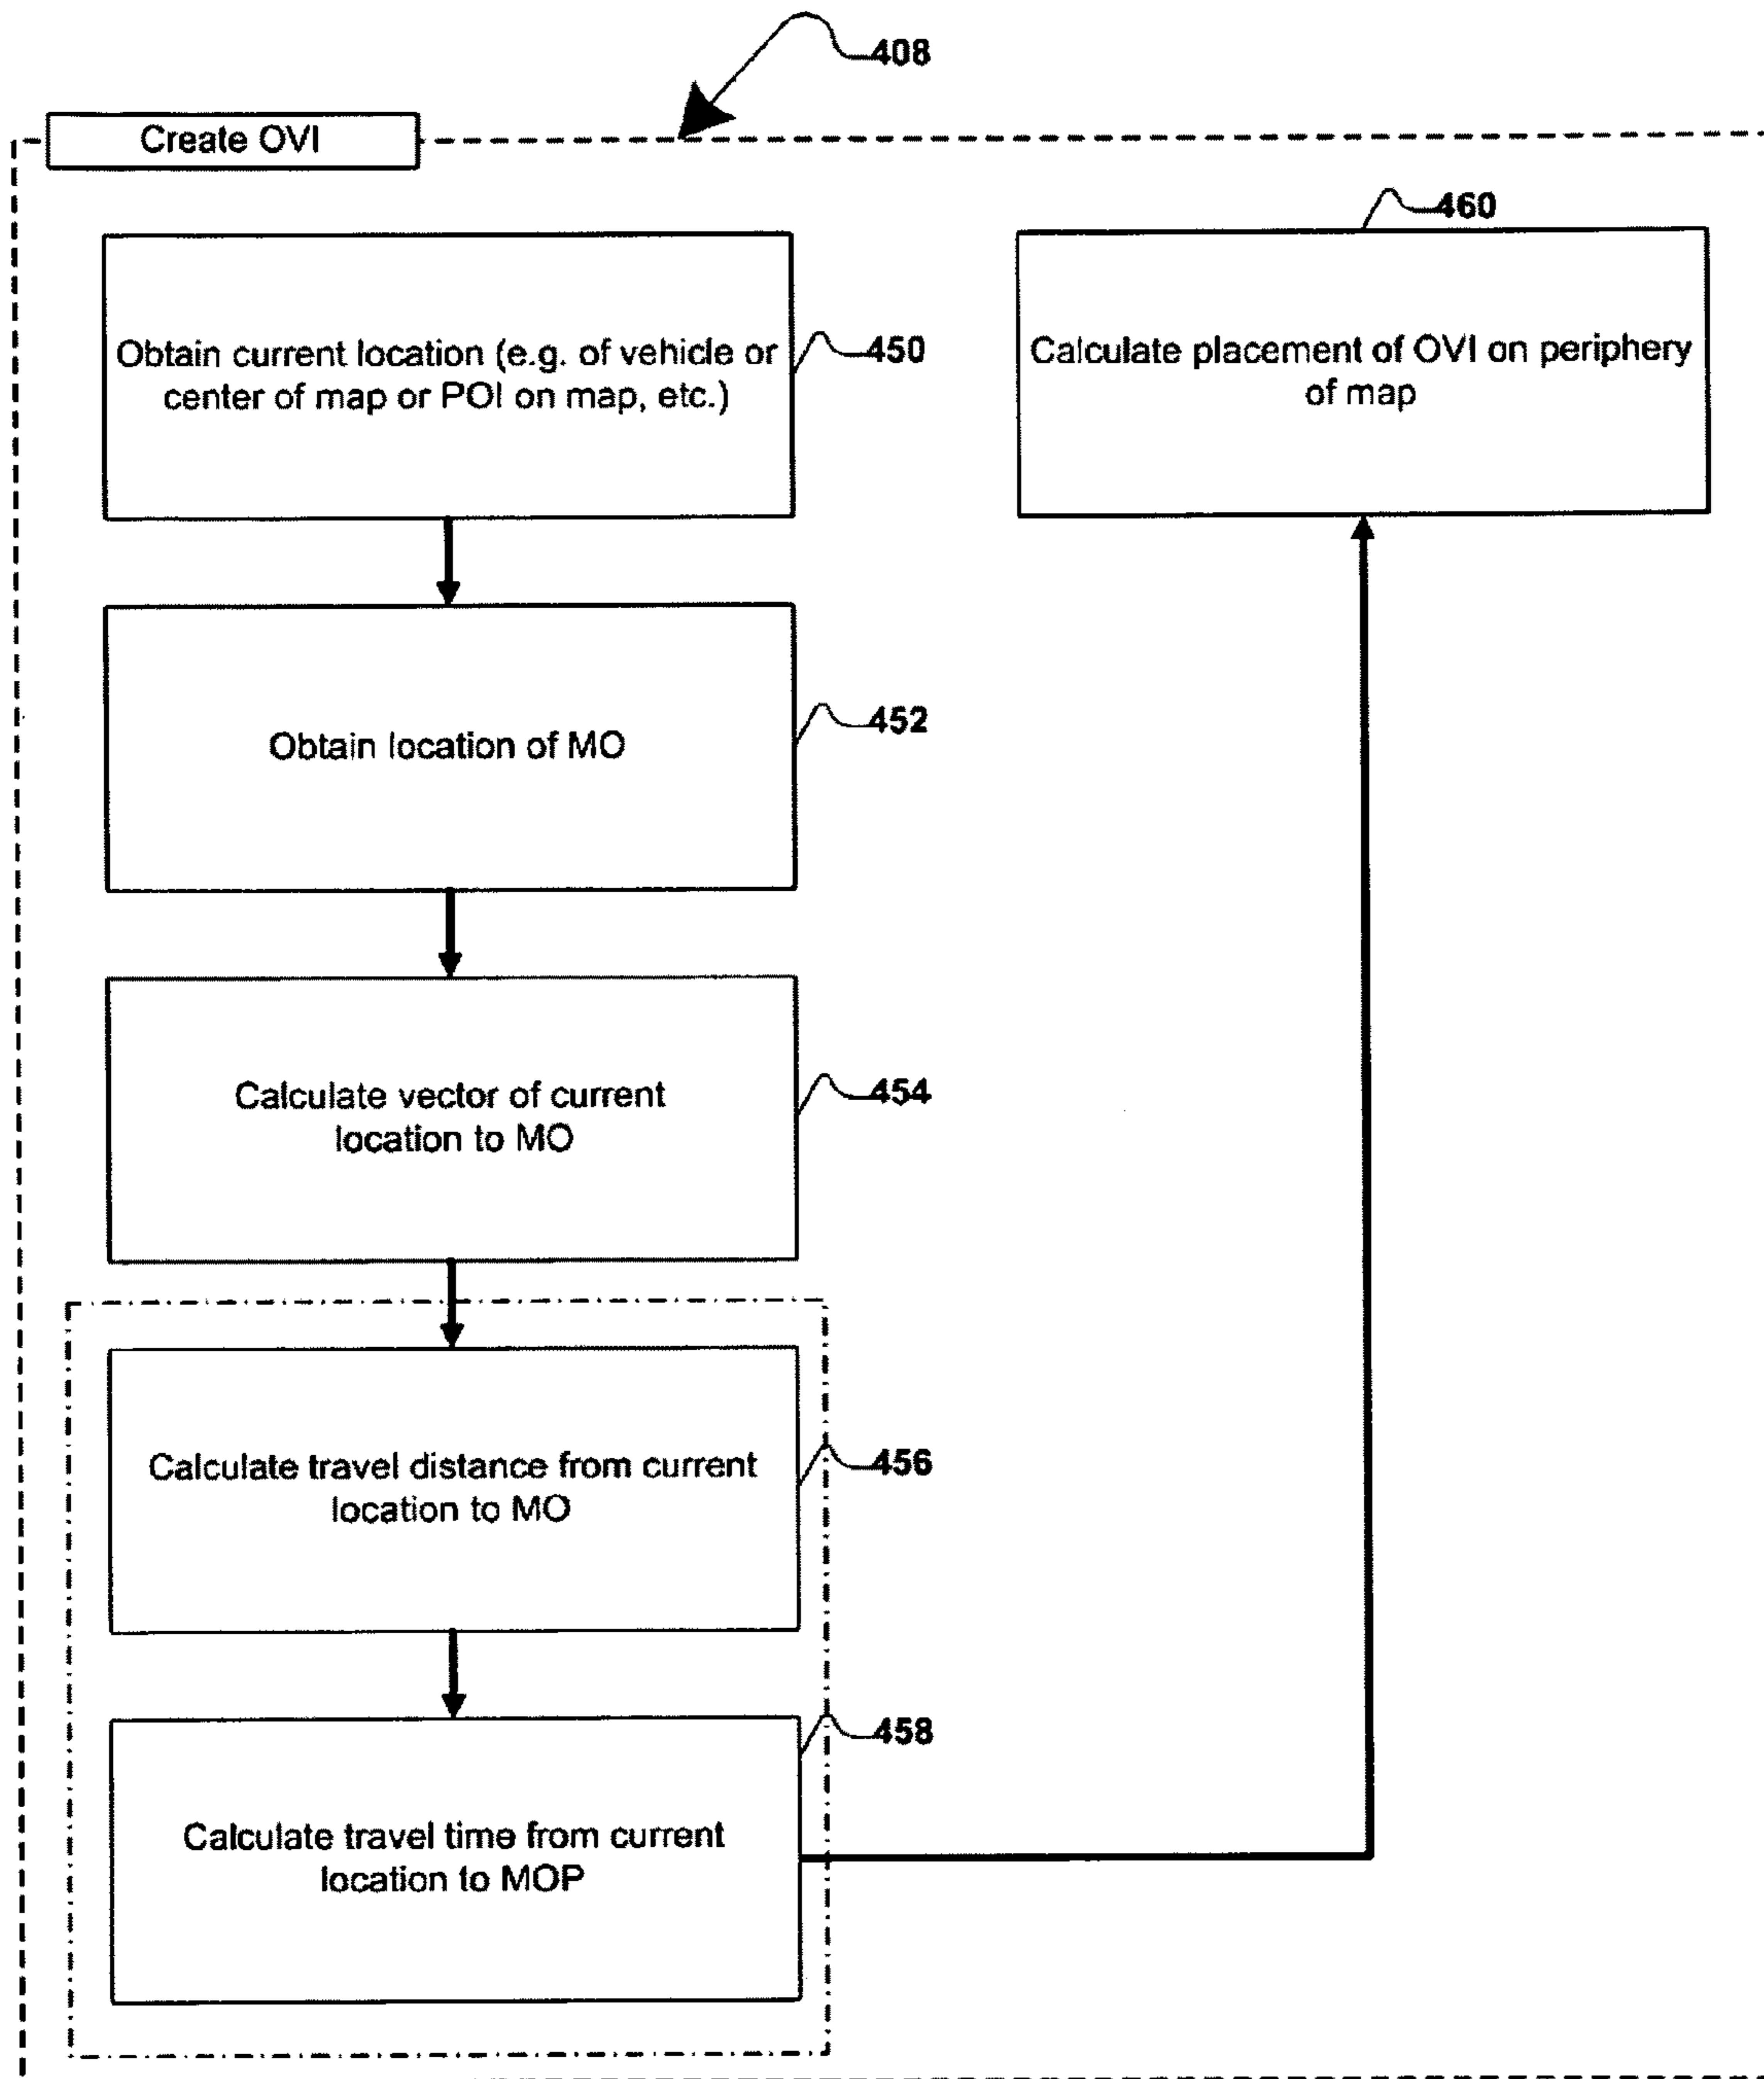 408
Create OVI
460
Obtain current location (e.g. of vehicle or
center of map or POI on map, etc.)
450
Calculate placement of OVI on periphery
of map
Obtain location of MO
452
Calculate vector of current
location to MO
454
Calculate travel distance from current
location to MO
456
Calculate travel time from current
location to MOP
458